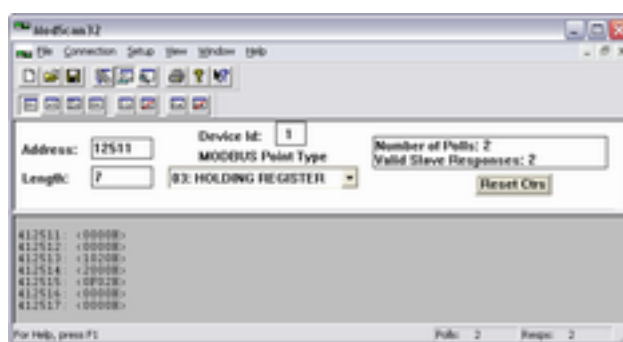 ModScan32
File Connection Setup View Window Help
Address: 12511
Device Id: 1
MODBUS Point Type
Length: 7
03: HOLDING REGISTER
Number of Polls: 2
Valid Slave Responses: 2
Reset Ctrs
412511: <0000H>
412512: <0000H>
412513: <1020H>
412514: <2000H>
412515: <0F02H>
412516: <0000H>
412517: <0000H>
For Help, press F1
Polls: 2
Resps: 2